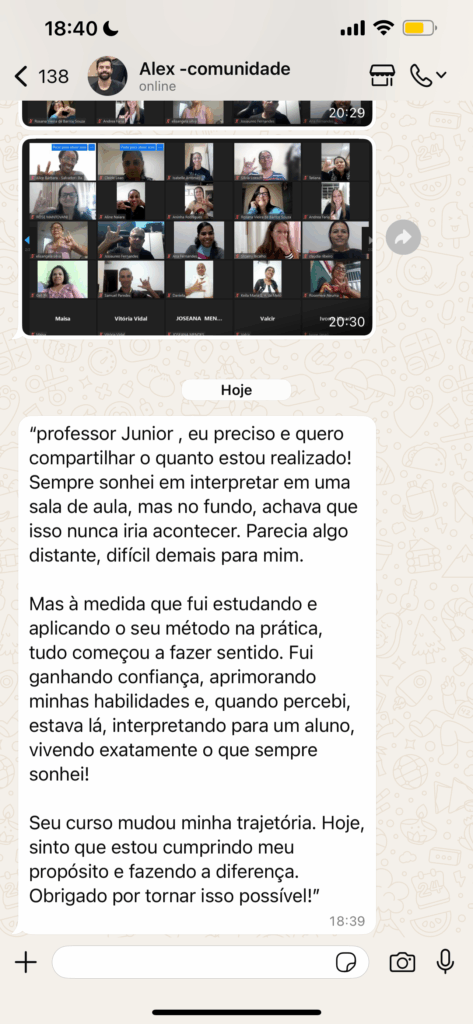 18:40
138
Alex -comunidade
online
20:29
Maisa
Vitória Vidal
JOSEANA MEN...
Valcir
20:30
Hoje
“professor Junior , eu preciso e quero
compartilhar o quanto estou realizado!
Sempre sonhei em interpretar em uma
sala de aula, mas no fundo, achava que
isso nunca iria acontecer. Parecia algo
distante, difícil demais para mim.
Mas à medida que fui estudando e
aplicando o seu método na prática,
tudo começou a fazer sentido. Fui
ganhando confiança, aprimorando
minhas habilidades e, quando percebi,
estava lá, interpretando para um aluno,
vivendo exatamente o que sempre
sonhei!
Seu curso mudou minha trajetória. Hoje,
sinto que estou cumprindo meu
propósito e fazendo a diferença.
Obrigado por tornar isso possível!”
18:39